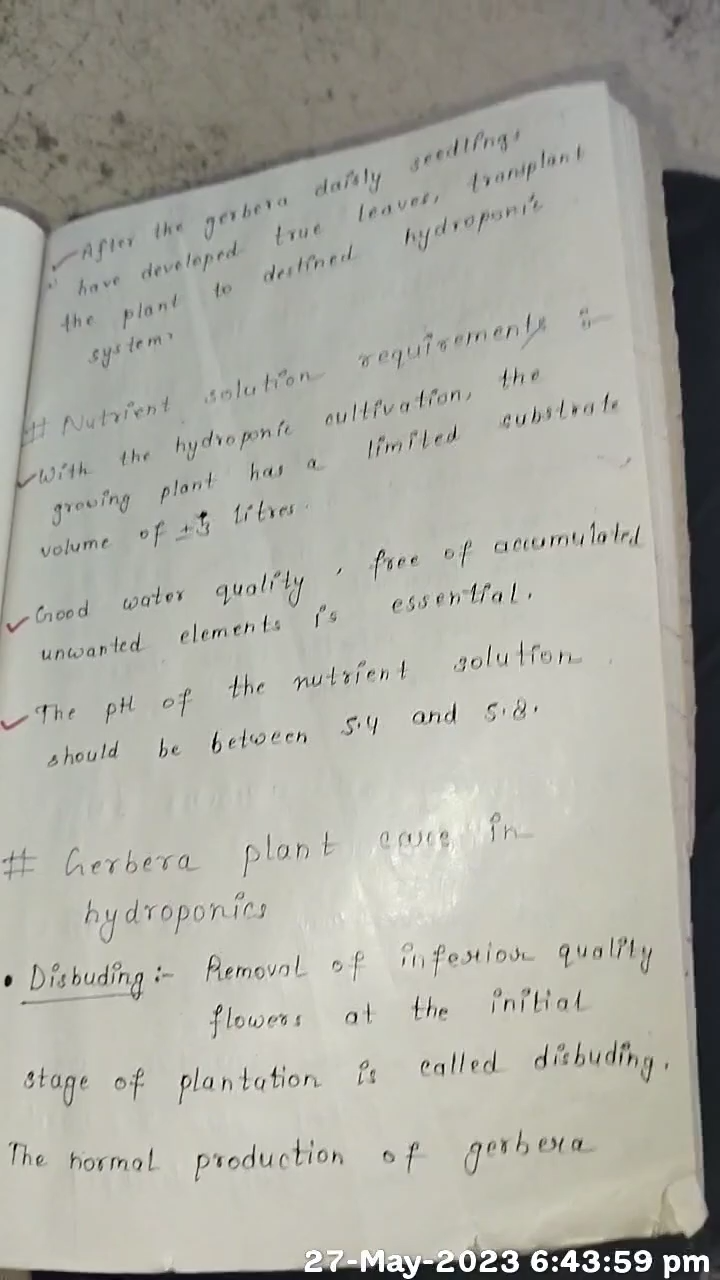 ✓ After the gerbera daisly seedlings
have developed true leaves, transplant
the plant to destined hydroponic
system.
# Nutrient solution requirements :-
✓ With the hydroponic cultivation, the
growing plant has a limited substrate
volume of ±3 litres.
✓ Good water quality, free of accumulated
unwanted elements is essential.
✓ The pH of the nutrient solution
should be between 5.4 and 5.8.
# Gerbera plant care in
hydroponics
• Disbuding :- Removal of inferior quality
flowers at the initial
stage of plantation is called disbuding.
The normal production of gerbera
27-May-2023 6:43:59 pm